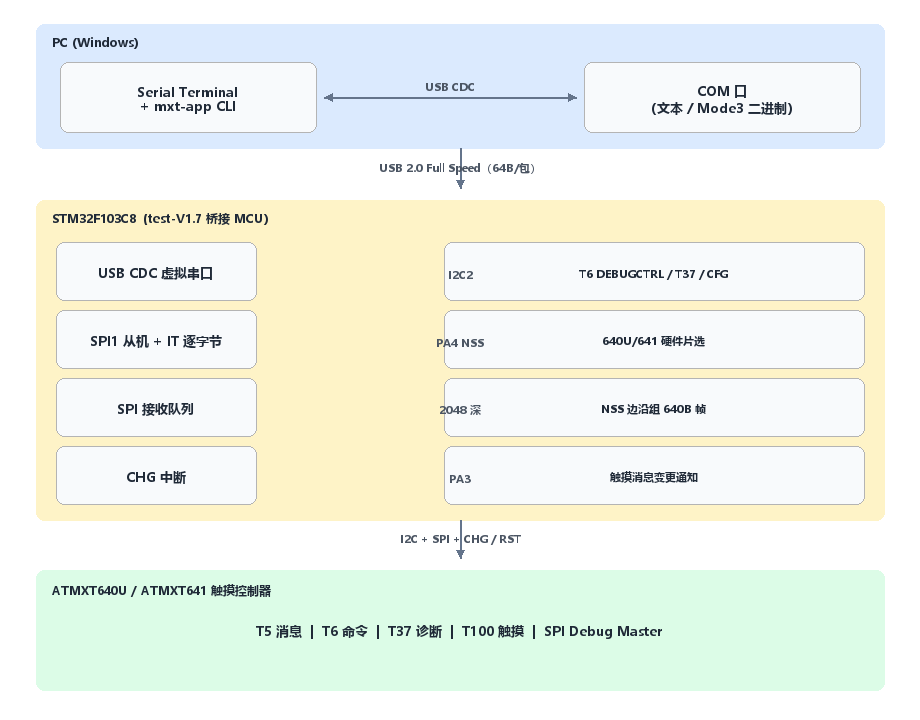 PC (Windows)
Serial Terminal
+ mxt-app CLI
USB CDC
COM 口
(文本 / Mode3 二进制)
USB 2.0 Full Speed（64B/包）
STM32F103C8 (test-V1.7 桥接 MCU)
USB CDC 虚拟串口
I2C2
T6 DEBUGCTRL / T37 / CFG
SPI1 从机 + IT 逐字节
PA4 NSS
640U/641 硬件片选
SPI 接收队列
2048 深
NSS 边沿组 640B 帧
CHG 中断
PA3
触摸消息变更通知
I2C + SPI + CHG / RST
ATMXT640U / ATMXT641 触摸控制器
T5 消息 | T6 命令 | T37 诊断 | T100 触摸 | SPI Debug Master